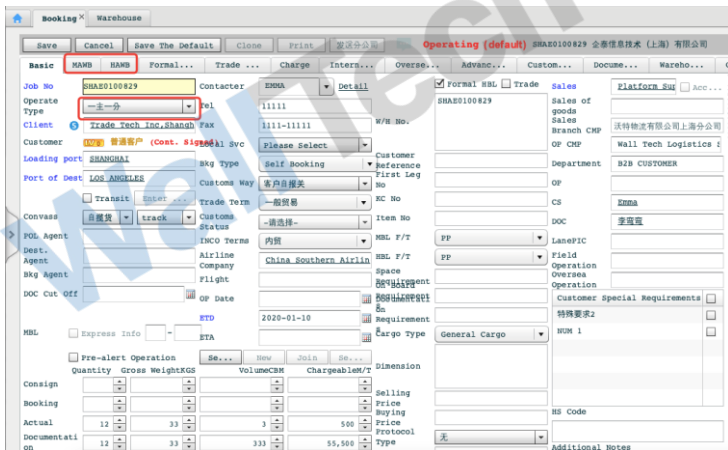 Booking × Warehouse
Save Cancel Save The Default Clone Print 发送分公司 Operating (default) SHAE0100829 企泰信息技术（上海）有限公司
Basic MAWB HAWB Formal... Trade ... Charge Intern... Overse... Advanc... Custom... Docume... Wareho...
Job No SHAE0100829 Contacter EMMA Detail Formal HBL Trade Sales Platform Sup Acc...
Operate Type 一主一分 Tel 11111 SHAE0100829 Sales of goods
Client Trade Tech Inc,Shangh Fax 1111-11111 W/H No. Sales Branch CMP 沃特物流有限公司上海分公司
Customer 普通客户 (Cont. Signed) Local Svc Please Select OP CMP Wall Tech Logistics S
Loading port SHANGHAI Bkg Type Self Booking Customer Reference Department B2B CUSTOMER
Port of Dest LOS ANGELES Customs Way 客户自报关 First Leg No OP
Transit Enter ... Trade Term 一般贸易 KC No CS Emma
Convass 自揽货 track Customs Status -请选择- Item No DOC 李莺莺
POL Agent INCO Terms 内贸 MBL F/T PP LanePIC
Dest. Agent Airline Company China Southern Airlin HBL F/T PP Field Operation
Bkg Agent Flight Space Requirement Oversea Operation
DOC Cut Off OP Date On Board Requirement Customer Special Requirements
ETD 2020-01-10 Documentation Requirements 特殊要求2
MBL Express Info - ETA Cargo Type General Cargo NUM 1
Pre-alert Operation Se... New Join Se...
Quantity Gross WeightKGS VolumeCBM ChargeableM/T Dimension
Consign
Selling Price
Booking Buying Price HS Code
Actual 12 33 3 500
Documentation 12 33 333 55,500 Protocol Type 无
Additional Notes
WallTech